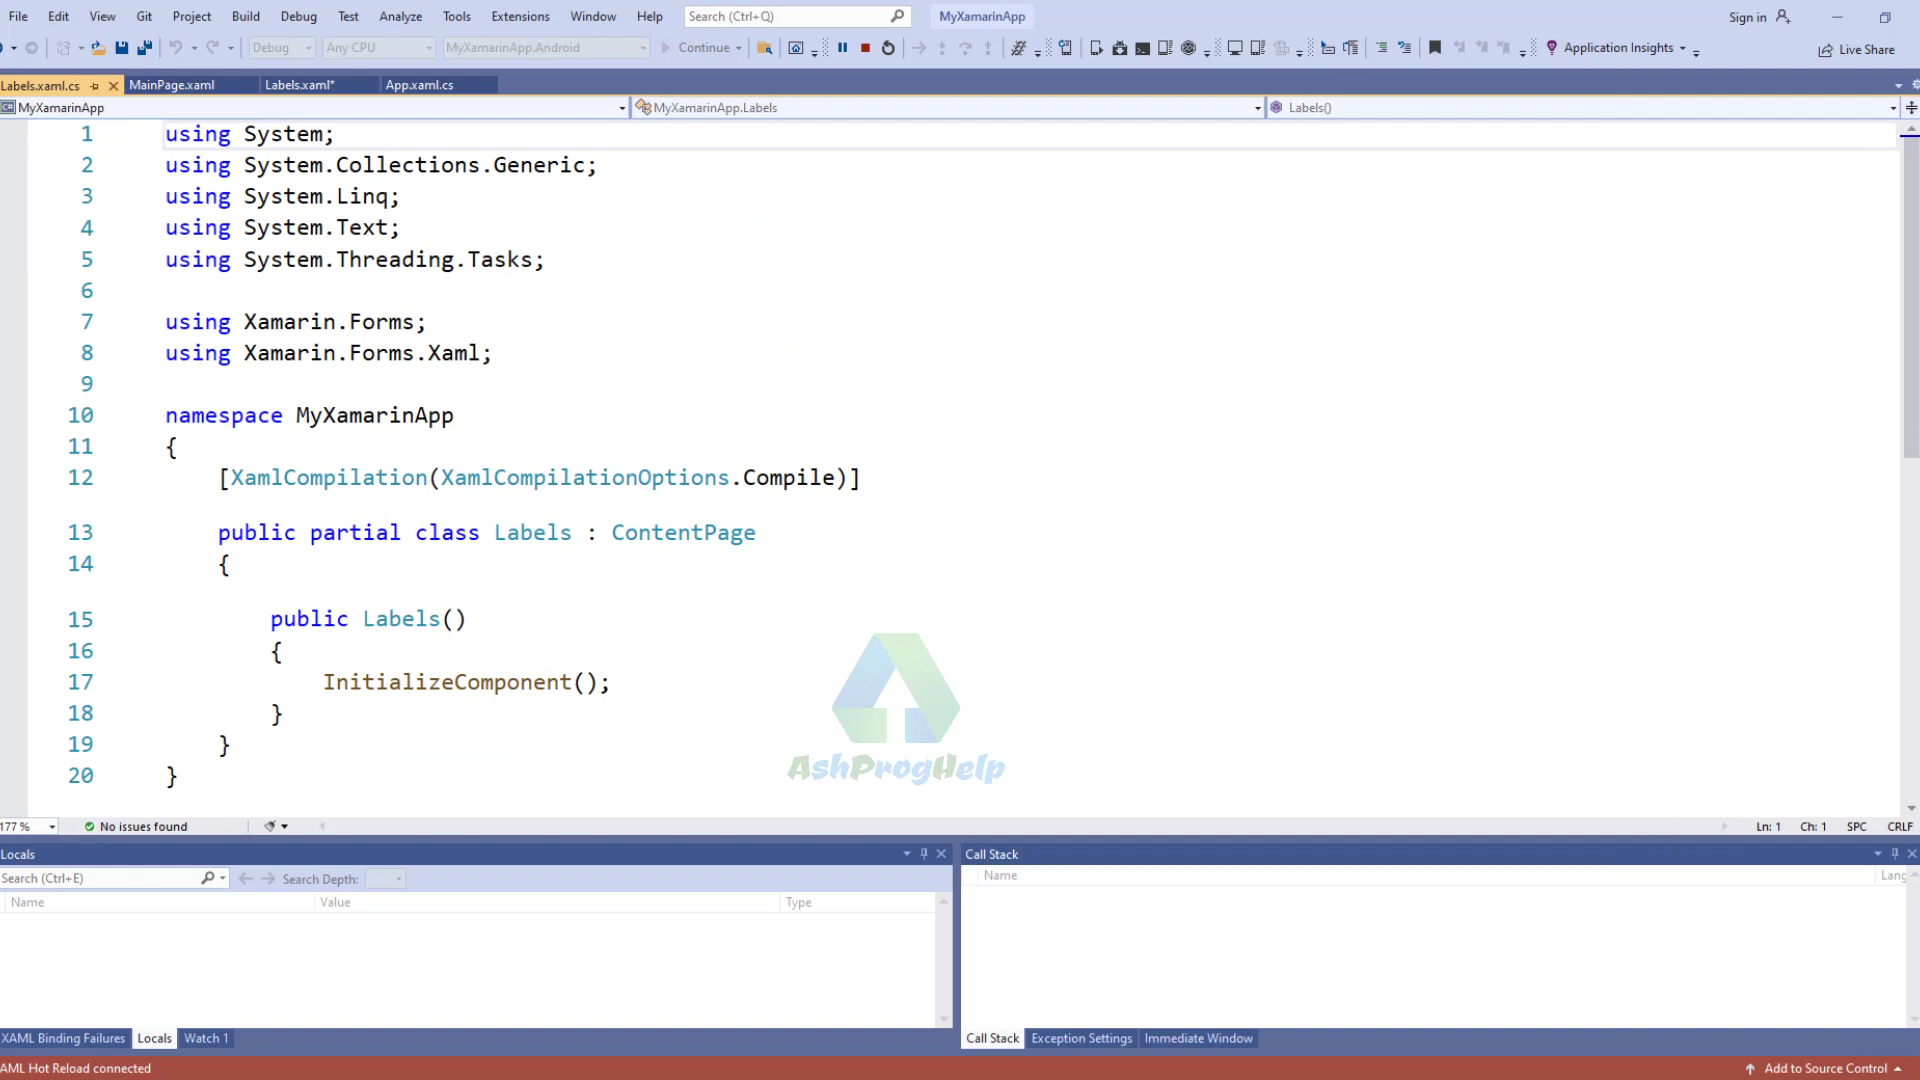 File Edit View Git Project Build Debug Test Analyze Tools Extensions Window Help Search (Ctrl+Q) MyXamarinApp Sign in
Debug Any CPU MyXamarinApp.Android Continue Application Insights Live Share
Labels.xaml.cs MainPage.xaml Labels.xaml* App.xaml.cs
MyXamarinApp MyXamarinApp.Labels Labels()
1 using System;
2 using System.Collections.Generic;
3 using System.Linq;
4 using System.Text;
5 using System.Threading.Tasks;
6
7 using Xamarin.Forms;
8 using Xamarin.Forms.Xaml;
9
10 namespace MyXamarinApp
11 {
12 [XamlCompilation(XamlCompilationOptions.Compile)]
13 public partial class Labels : ContentPage
14 {
15 public Labels()
16 {
17 InitializeComponent();
18 }
19 }
20 }
AshProgHelp
177 % No issues found Ln: 1 Ch: 1 SPC CRLF
Locals Call Stack
Search (Ctrl+E) Search Depth: Name Lang
Name Value Type
XAML Binding Failures Locals Watch 1 Call Stack Exception Settings Immediate Window
AML Hot Reload connected Add to Source Control